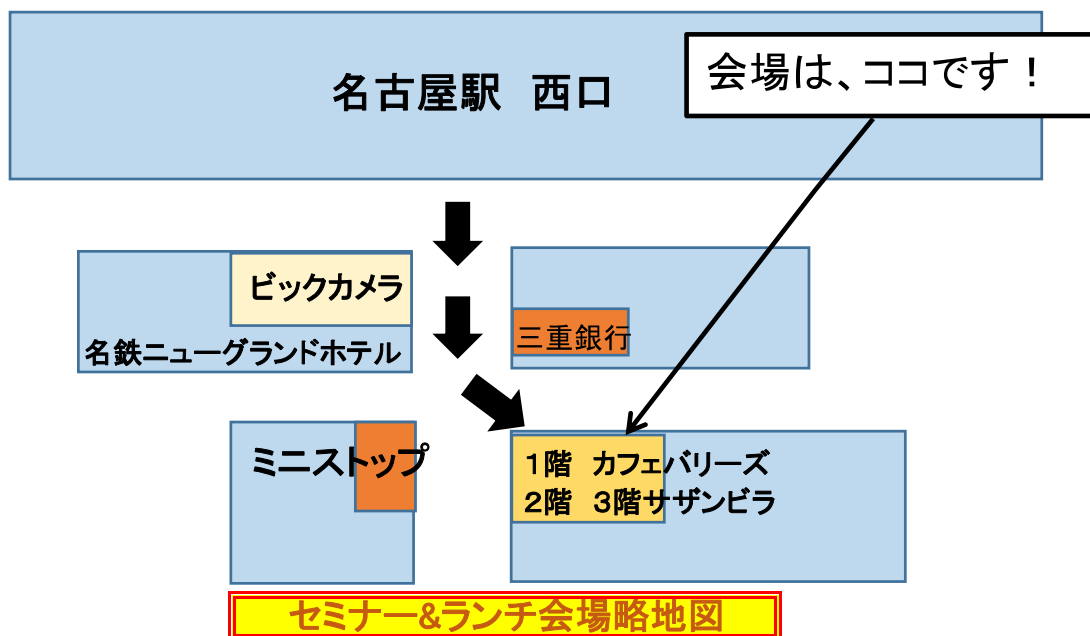 名古屋駅　西口
会場は、ココです！
ビックカメラ
名鉄ニューグランドホテル
三重銀行
ミニストップ
１階　カフェバリーズ
２階　３階サザンビラ
セミナー&ランチ会場略地図